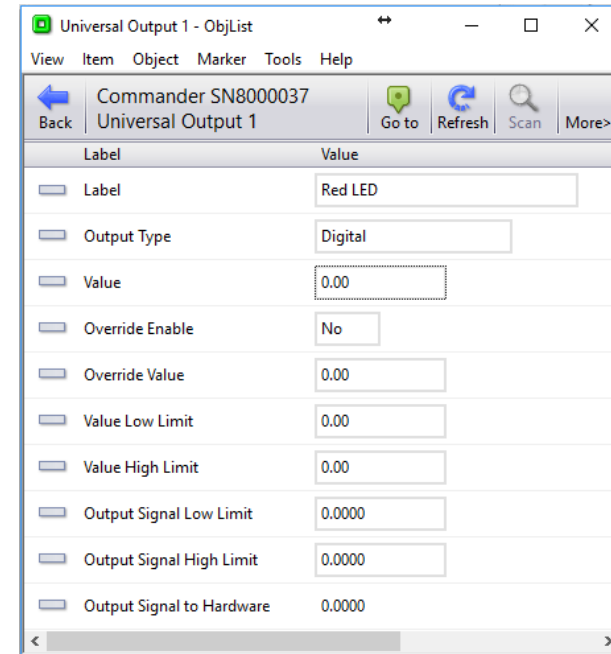 Universal Output 1 - ObjList
View Item Object Marker Tools Help
Back Commander SN8000037 Universal Output 1 Go to Refresh Scan More>
Label Value
Label Red LED
Output Type Digital
Value 0.00
Override Enable No
Override Value 0.00
Value Low Limit 0.00
Value High Limit 0.00
Output Signal Low Limit 0.0000
Output Signal High Limit 0.0000
Output Signal to Hardware 0.0000